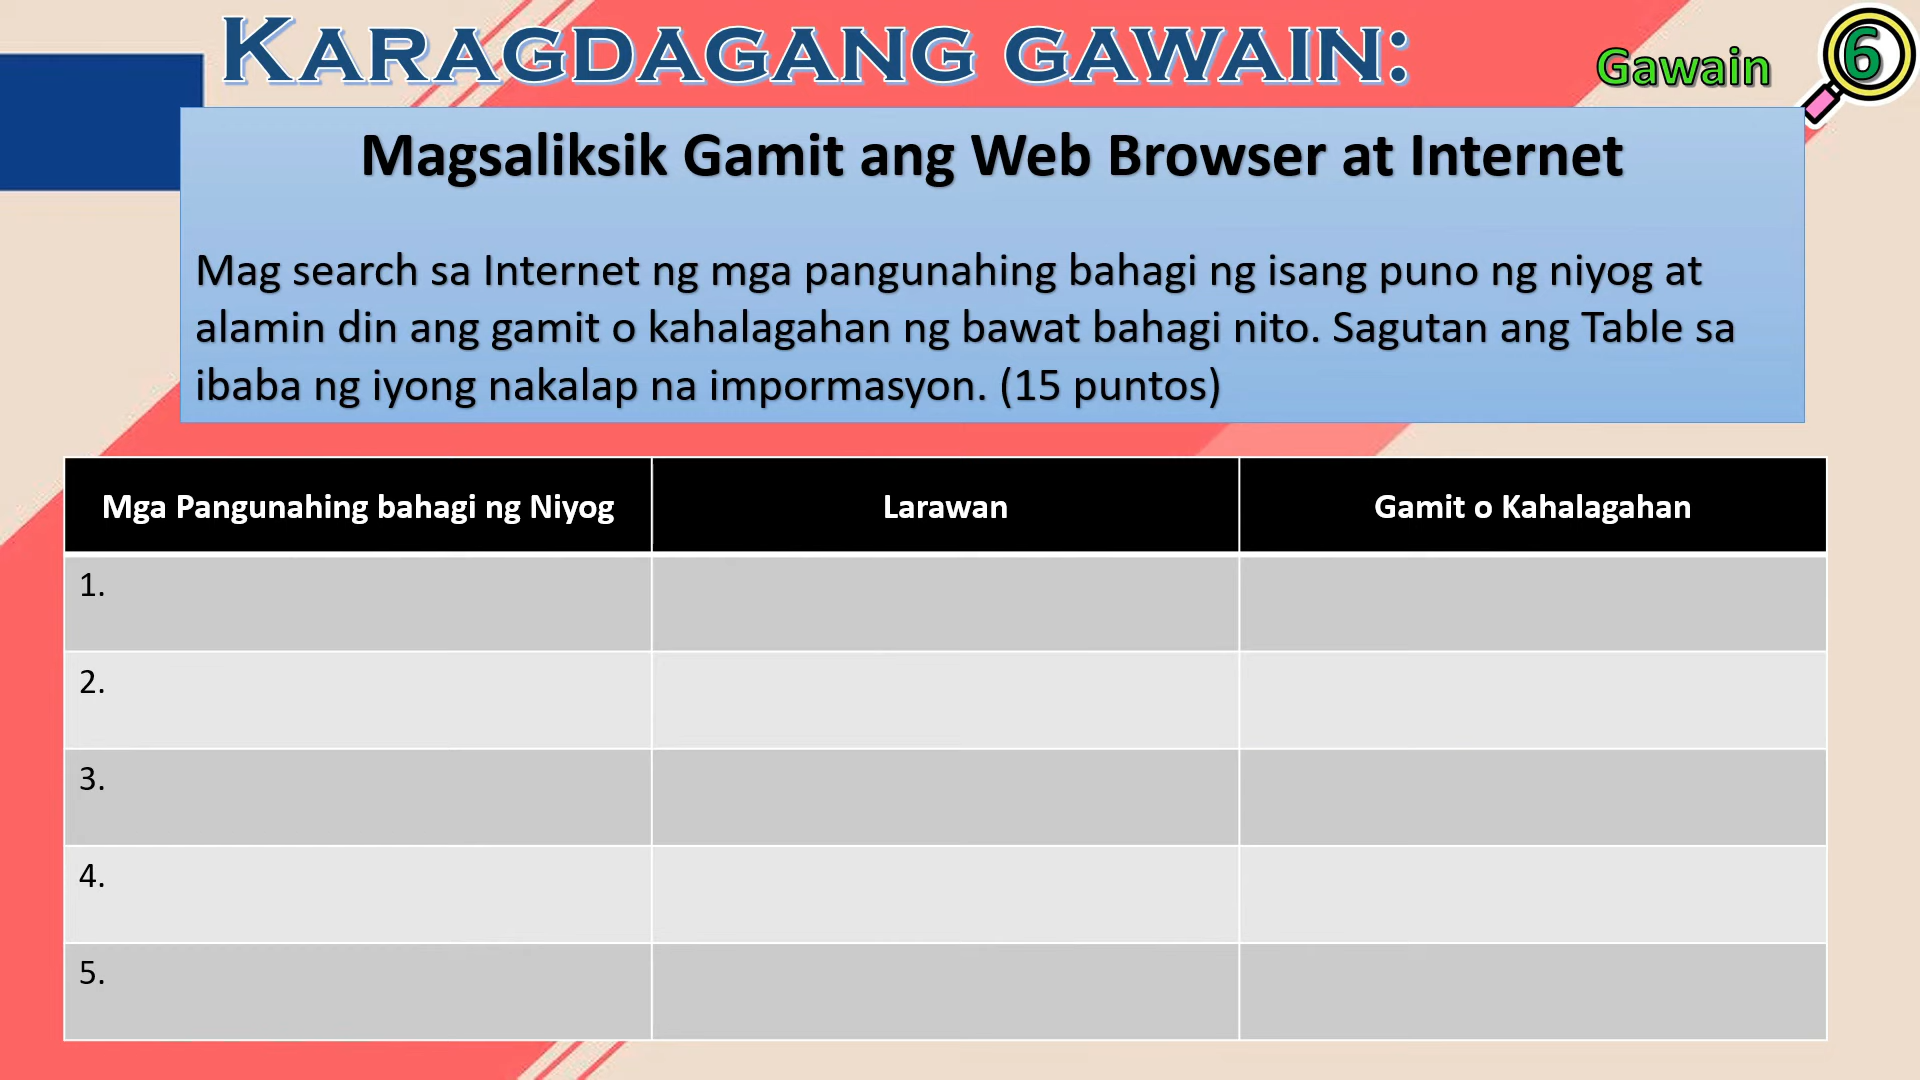 KARAGDAGANG GAWAIN:
Gawain 6
Magsaliksik Gamit ang Web Browser at Internet
Mag search sa Internet ng mga pangunahing bahagi ng isang puno ng niyog at
alamin din ang gamit o kahalagahan ng bawat bahagi nito. Sagutan ang Table sa
ibaba ng iyong nakalap na impormasyon. (15 puntos)
Mga Pangunahing bahagi ng Niyog
Larawan
Gamit o Kahalagahan
1.
2.
3.
4.
5.